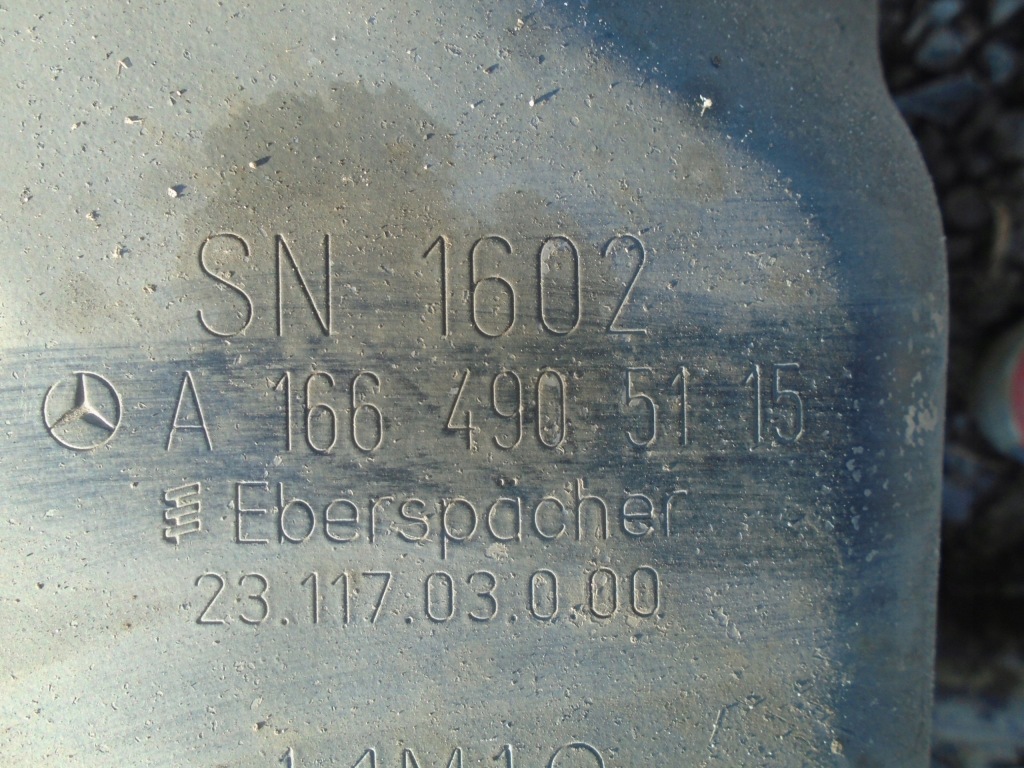 SN 1602
A 166 490 51 15
Eberspächer
23.117.03.0.00